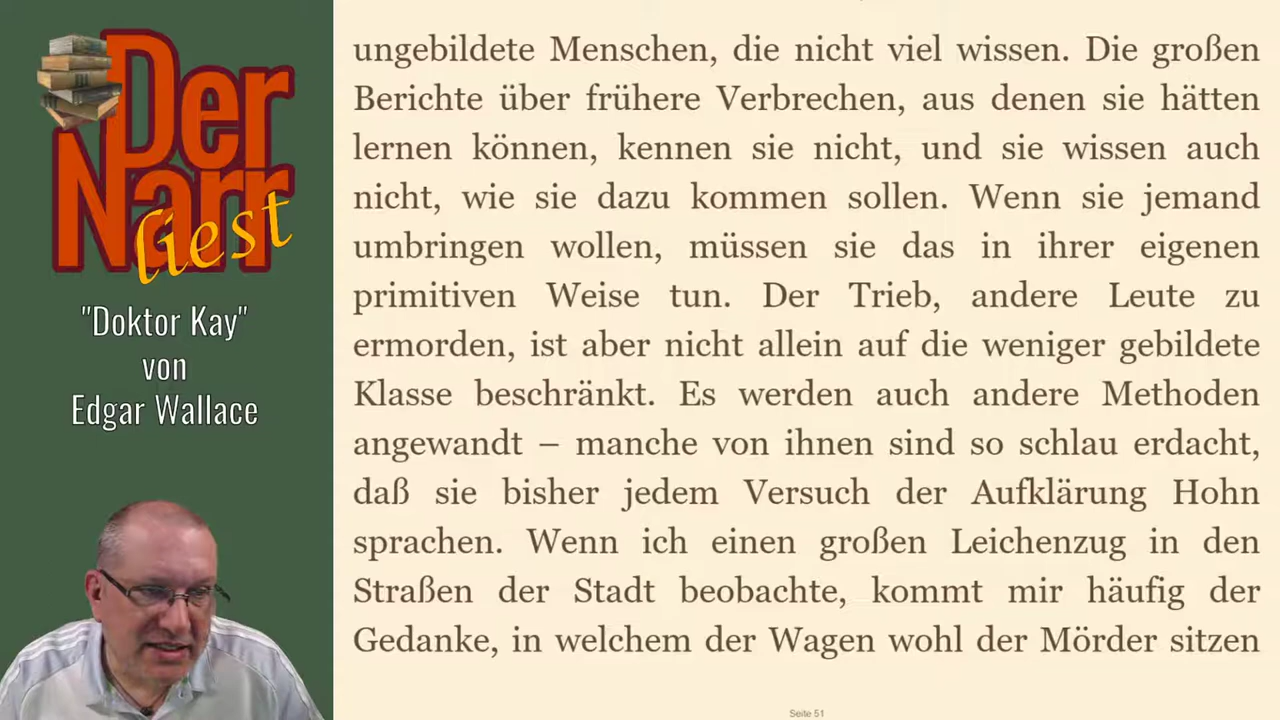 Der
Narr
liest
"Doktor Kay"
von
Edgar Wallace
ungebildete Menschen, die nicht viel wissen. Die großen
Berichte über frühere Verbrechen, aus denen sie hätten
lernen können, kennen sie nicht, und sie wissen auch
nicht, wie sie dazu kommen sollen. Wenn sie jemand
umbringen wollen, müssen sie das in ihrer eigenen
primitiven Weise tun. Der Trieb, andere Leute zu
ermorden, ist aber nicht allein auf die weniger gebildete
Klasse beschränkt. Es werden auch andere Methoden
angewandt – manche von ihnen sind so schlau erdacht,
daß sie bisher jedem Versuch der Aufklärung Hohn
sprachen. Wenn ich einen großen Leichenzug in den
Straßen der Stadt beobachte, kommt mir häufig der
Gedanke, in welchem der Wagen wohl der Mörder sitzen
Seite 51